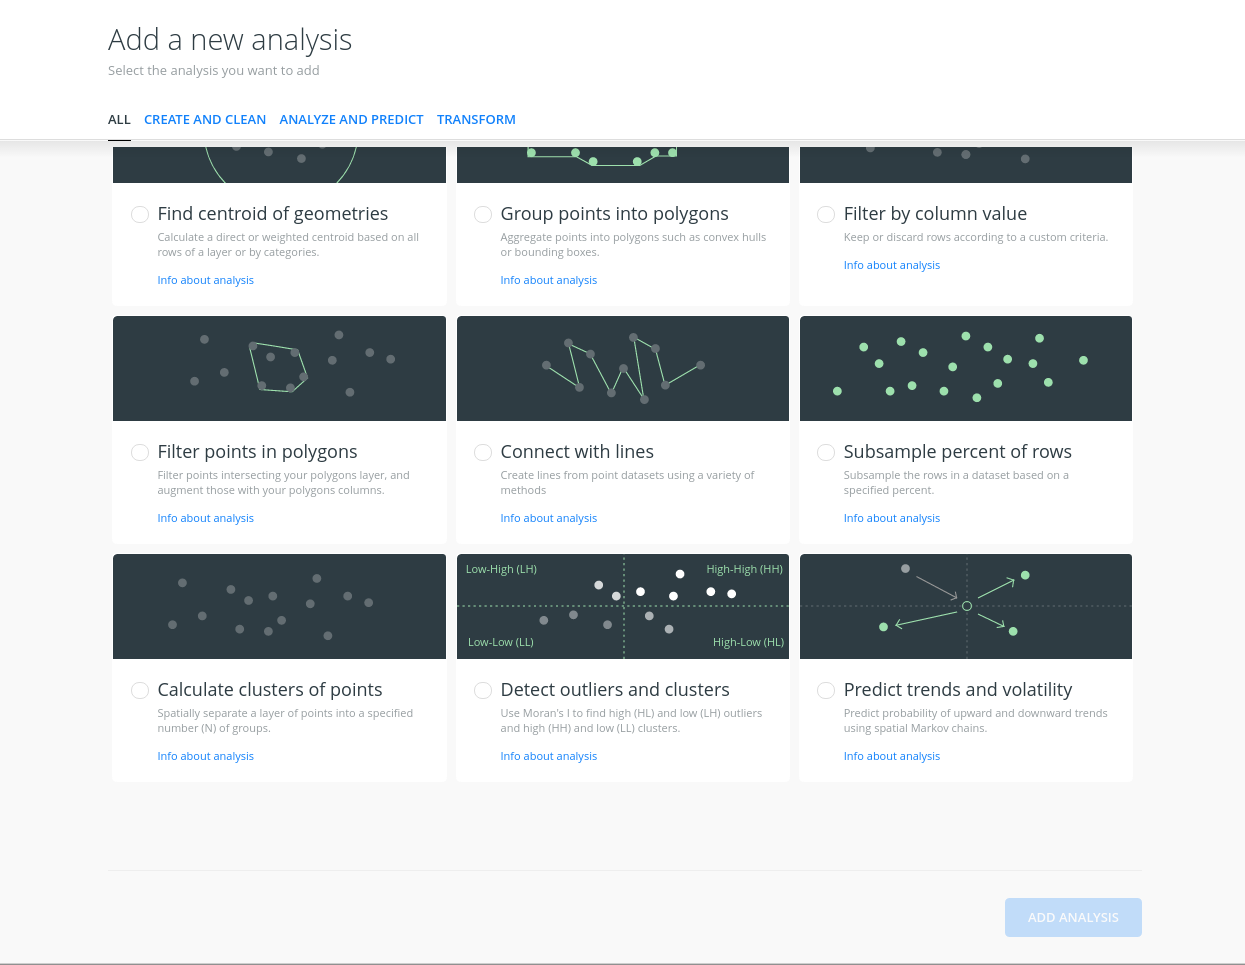 Add a new analysis
Select the analysis you want to add
ALL CREATE AND CLEAN ANALYZE AND PREDICT TRANSFORM
Find centroid of geometries
Calculate a direct or weighted centroid based on all
rows of a layer or by categories.
Info about analysis
Group points into polygons
Aggregate points into polygons such as convex hulls
or bounding boxes.
Info about analysis
Filter by column value
Keep or discard rows according to a custom criteria.
Info about analysis
Filter points in polygons
Filter points intersecting your polygons layer, and
augment those with your polygons columns.
Info about analysis
Connect with lines
Create lines from point datasets using a variety of
methods
Info about analysis
Subsample percent of rows
Subsample the rows in a dataset based on a
specified percent.
Info about analysis
Calculate clusters of points
Spatially separate a layer of points into a specified
number (N) of groups.
Info about analysis
Low-High (LH) High-High (HH)
Low-Low (LL) High-Low (HL)
Detect outliers and clusters
Use Moran's I to find high (HL) and low (LH) outliers
and high (HH) and low (LL) clusters.
Info about analysis
Predict trends and volatility
Predict probability of upward and downward trends
using spatial Markov chains.
Info about analysis
ADD ANALYSIS